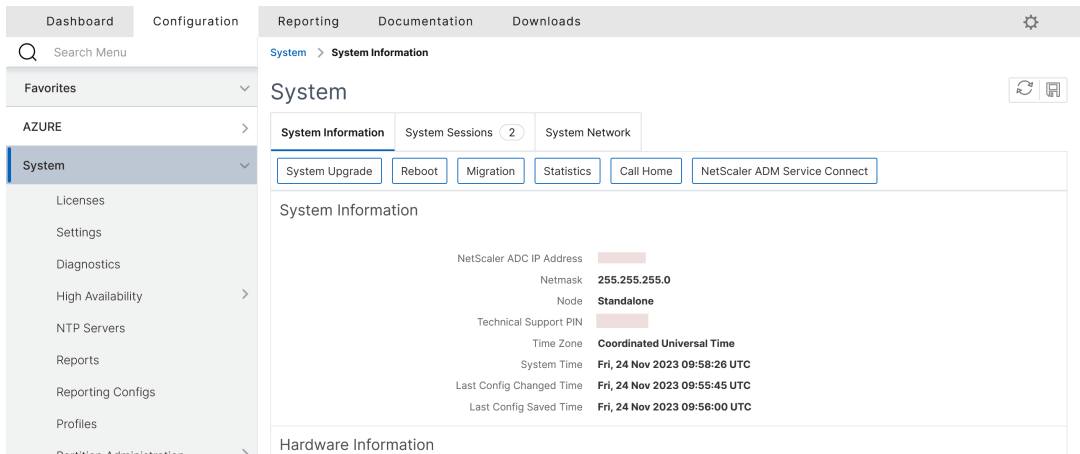 Dashboard Configuration Reporting Documentation Downloads
Search Menu
System > System Information
Favorites
AZURE
System
Licenses
Settings
Diagnostics
High Availability
NTP Servers
Reports
Reporting Configs
Profiles
Partition Administration
System
System Information System Sessions 2 System Network
System Upgrade Reboot Migration Statistics Call Home NetScaler ADM Service Connect
System Information
NetScaler ADC IP Address
Netmask 255.255.255.0
Node Standalone
Technical Support PIN
Time Zone Coordinated Universal Time
System Time Fri, 24 Nov 2023 09:58:26 UTC
Last Config Changed Time Fri, 24 Nov 2023 09:55:45 UTC
Last Config Saved Time Fri, 24 Nov 2023 09:56:00 UTC
Hardware Information